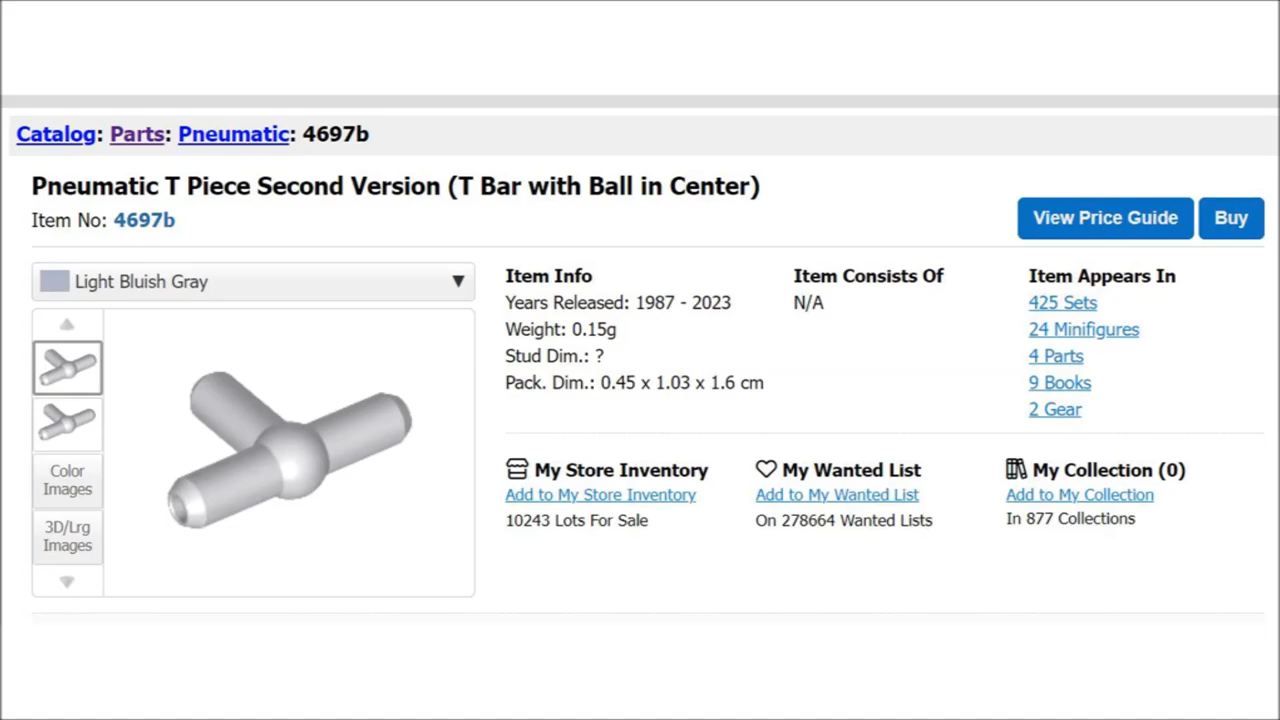 Catalog: Parts: Pneumatic: 4697b
Pneumatic T Piece Second Version (T Bar with Ball in Center)
Item No: 4697b
View Price Guide
Buy
Light Bluish Gray
Color
Images
3D/Lrg
Images
Item Info
Years Released: 1987 - 2023
Weight: 0.15g
Stud Dim.: ?
Pack. Dim.: 0.45 x 1.03 x 1.6 cm
Item Consists Of
N/A
Item Appears In
425 Sets
24 Minifigures
4 Parts
9 Books
2 Gear
My Store Inventory
Add to My Store Inventory
10243 Lots For Sale
My Wanted List
Add to My Wanted List
On 278664 Wanted Lists
My Collection (0)
Add to My Collection
In 877 Collections